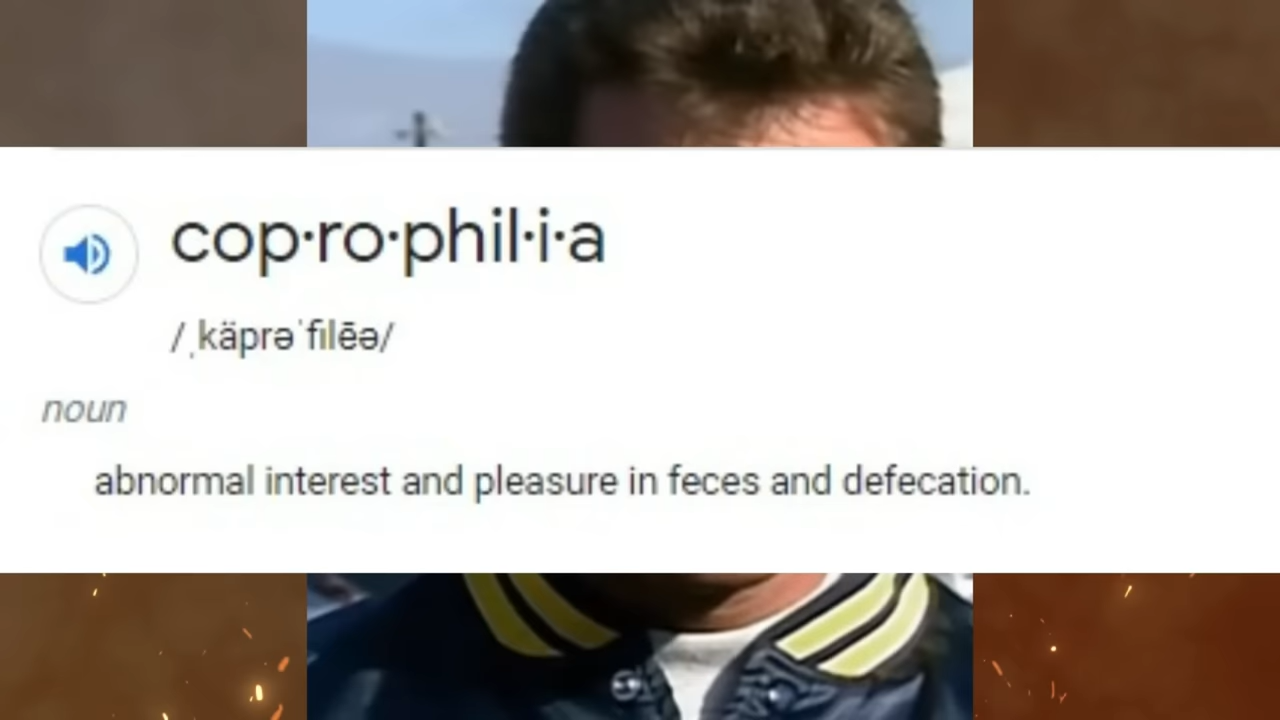 cop·ro·phil·i·a
/ˌkäprəˈfilēə/
noun
abnormal interest and pleasure in feces and defecation.